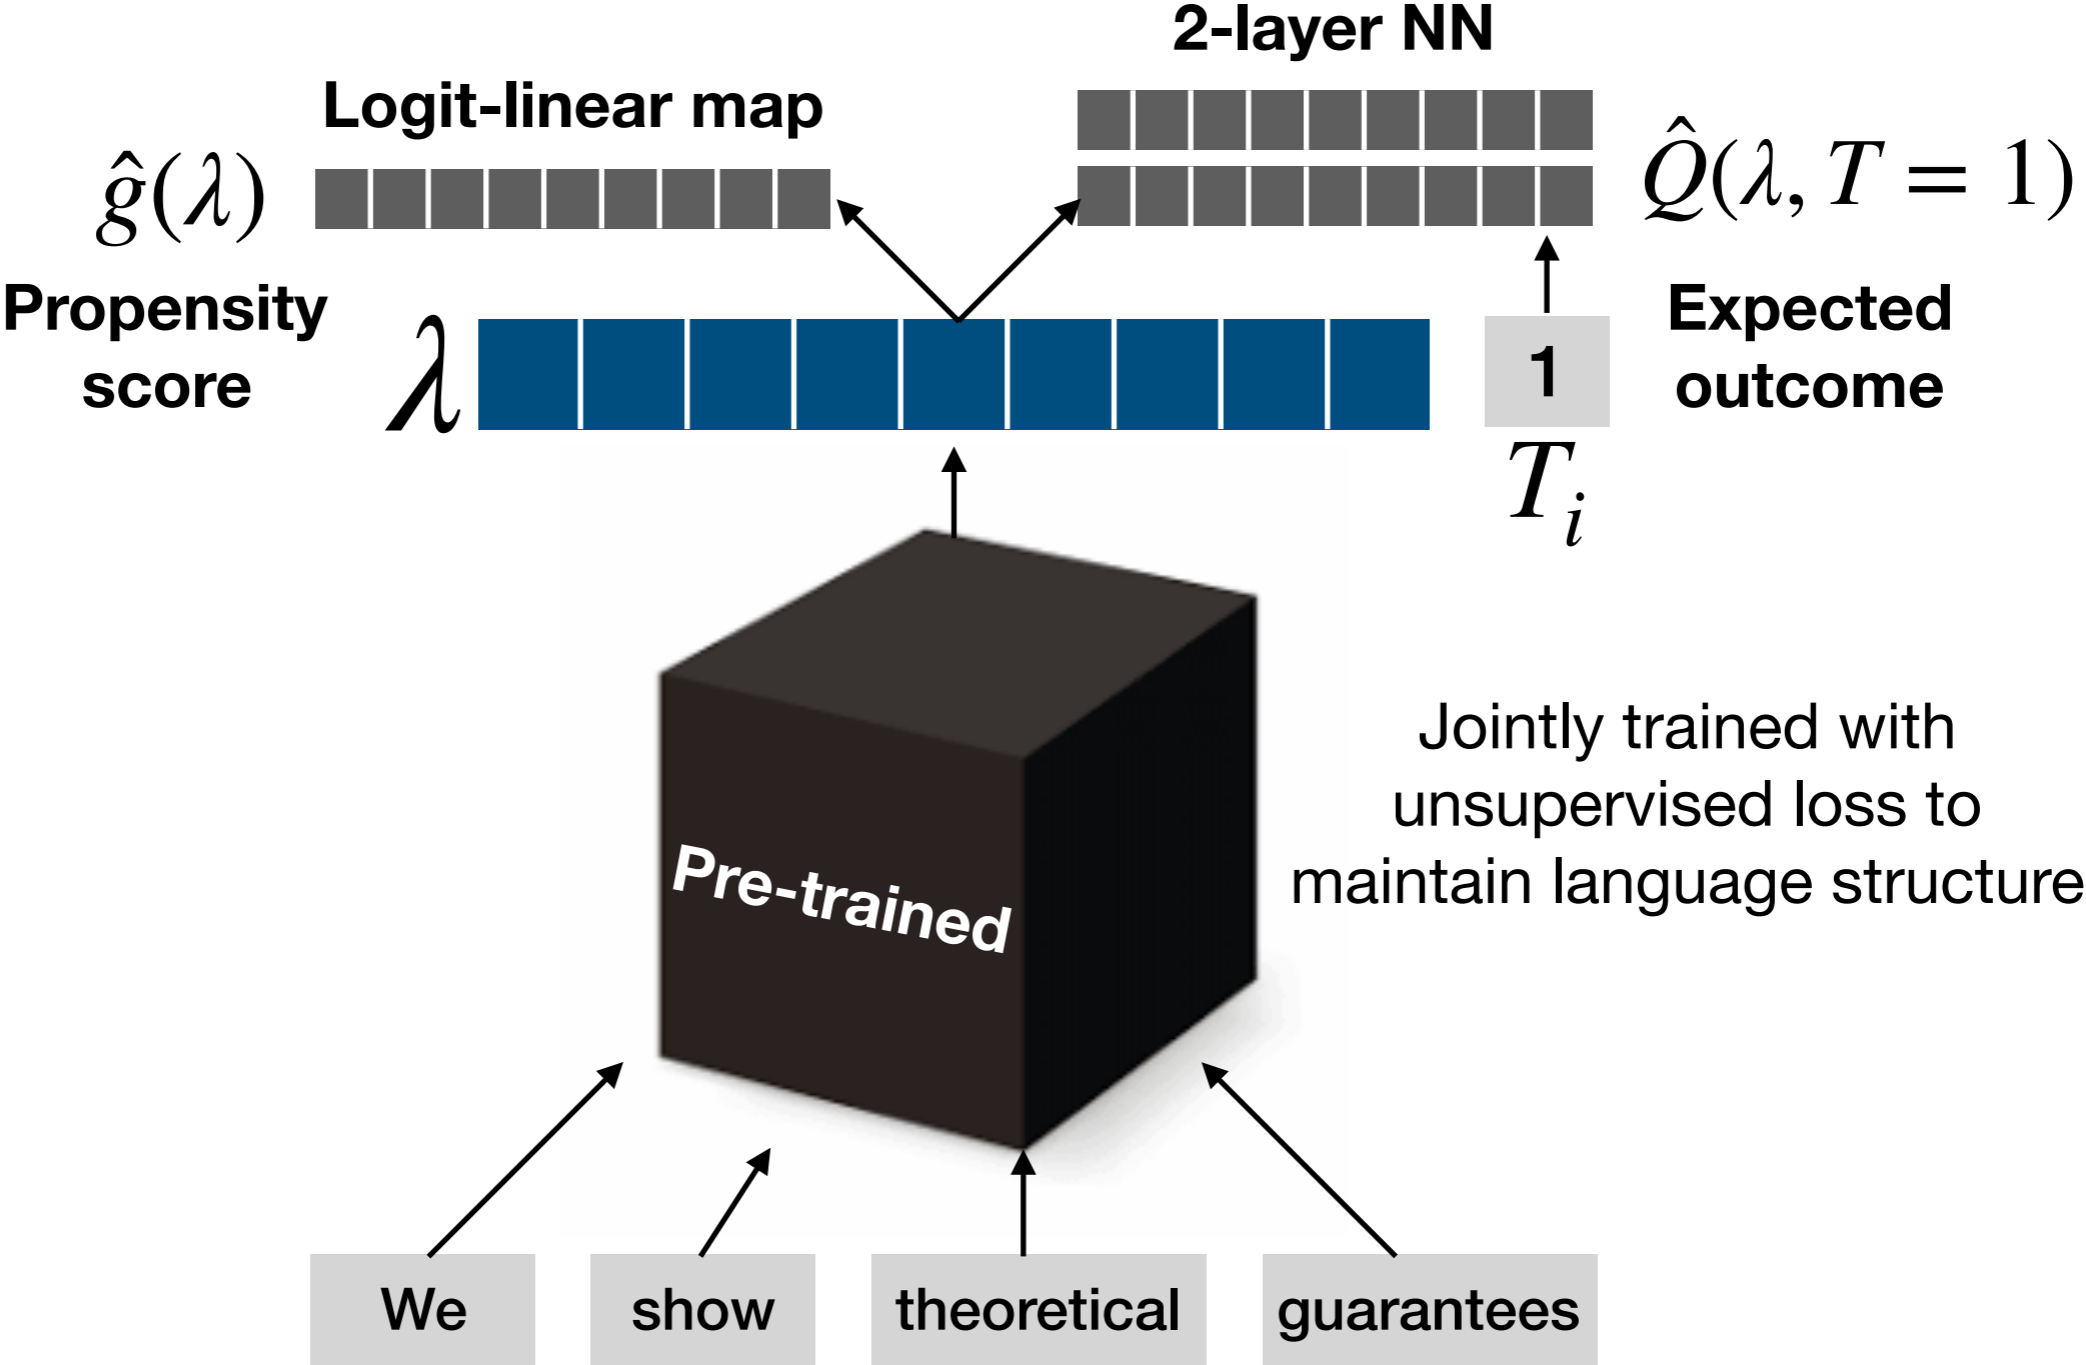 2-layer NN
Logit-linear map
ĝ(λ)
Q̂(λ, T = 1)
Propensity
score
λ
1
T_i
Expected
outcome
Jointly trained with
unsupervised loss to
maintain language structure
Pre-trained
We
show
theoretical
guarantees